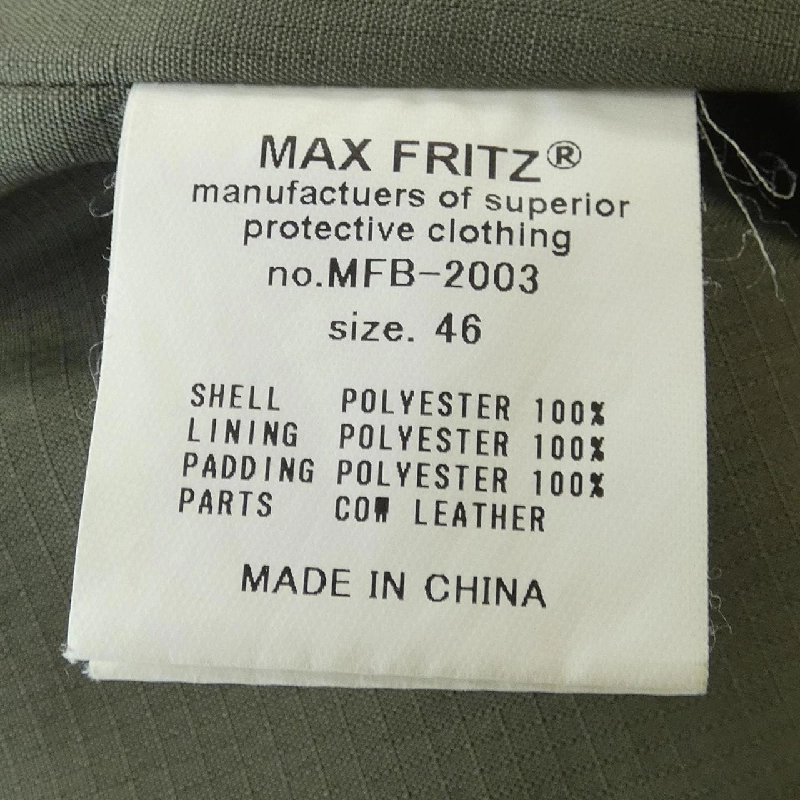 MAX FRITZ®
manufactuers of superior
protective clothing
no.MFB-2003
size. 46
SHELL POLYESTER 100%
LINING POLYESTER 100%
PADDING POLYESTER 100%
PARTS COW LEATHER
MADE IN CHINA